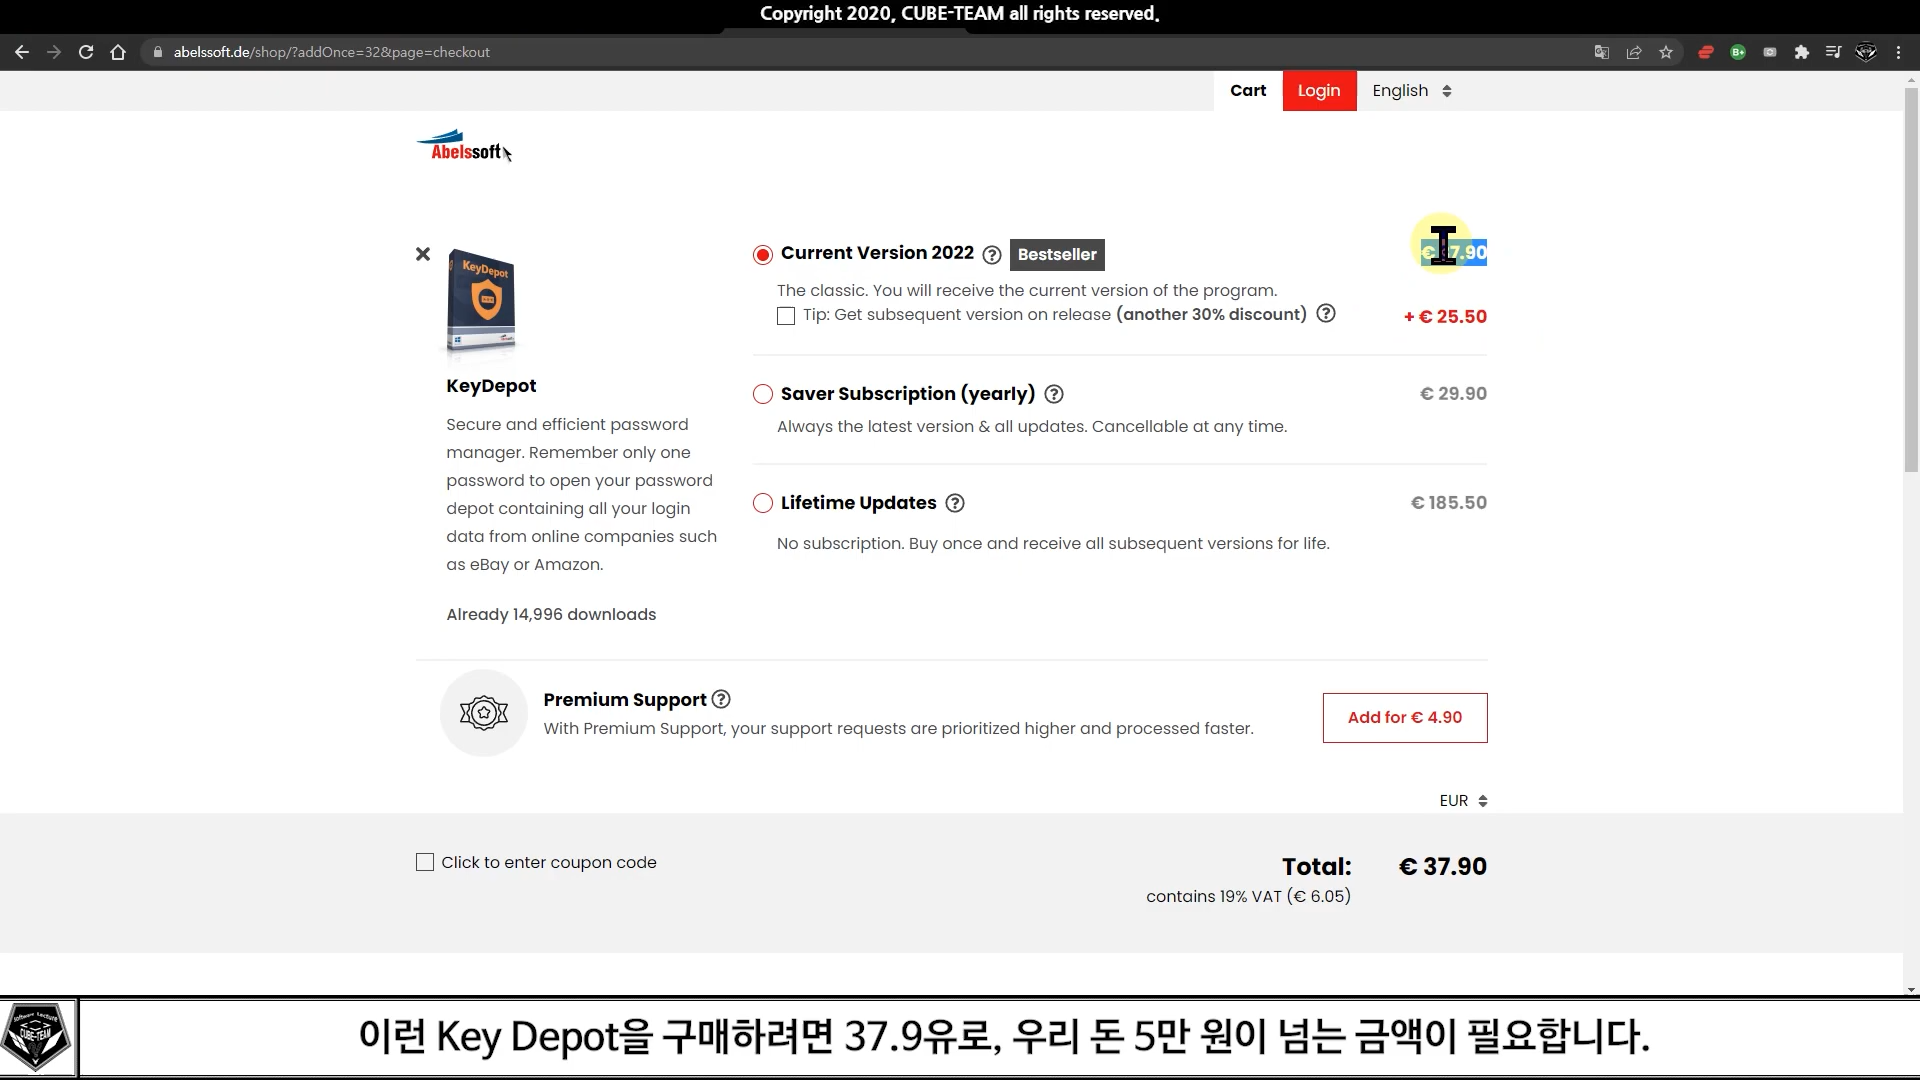 Copyright 2020, CUBE-TEAM all rights reserved.
abelssoft.de/shop/?addOnce=32&page=checkout
Cart
Login
English
Abelssoft
Current Version 2022
Bestseller
The classic. You will receive the current version of the program.
Tip: Get subsequent version on release (another 30% discount)
+ € 25.50
KeyDepot
KeyDepot
Secure and efficient password
manager. Remember only one
password to open your password
depot containing all your login
data from online companies such
as eBay or Amazon.
Already 14,996 downloads
Saver Subscription (yearly)
€ 29.90
Always the latest version & all updates. Cancellable at any time.
Lifetime Updates
€ 185.50
No subscription. Buy once and receive all subsequent versions for life.
Premium Support
With Premium Support, your support requests are prioritized higher and processed faster.
Add for € 4.90
EUR
Click to enter coupon code
Total: € 37.90
contains 19% VAT (€ 6.05)
Software Lecture
CUBE-TEAM
이런 Key Depot을 구매하려면 37.9유로, 우리 돈 5만 원이 넘는 금액이 필요합니다.